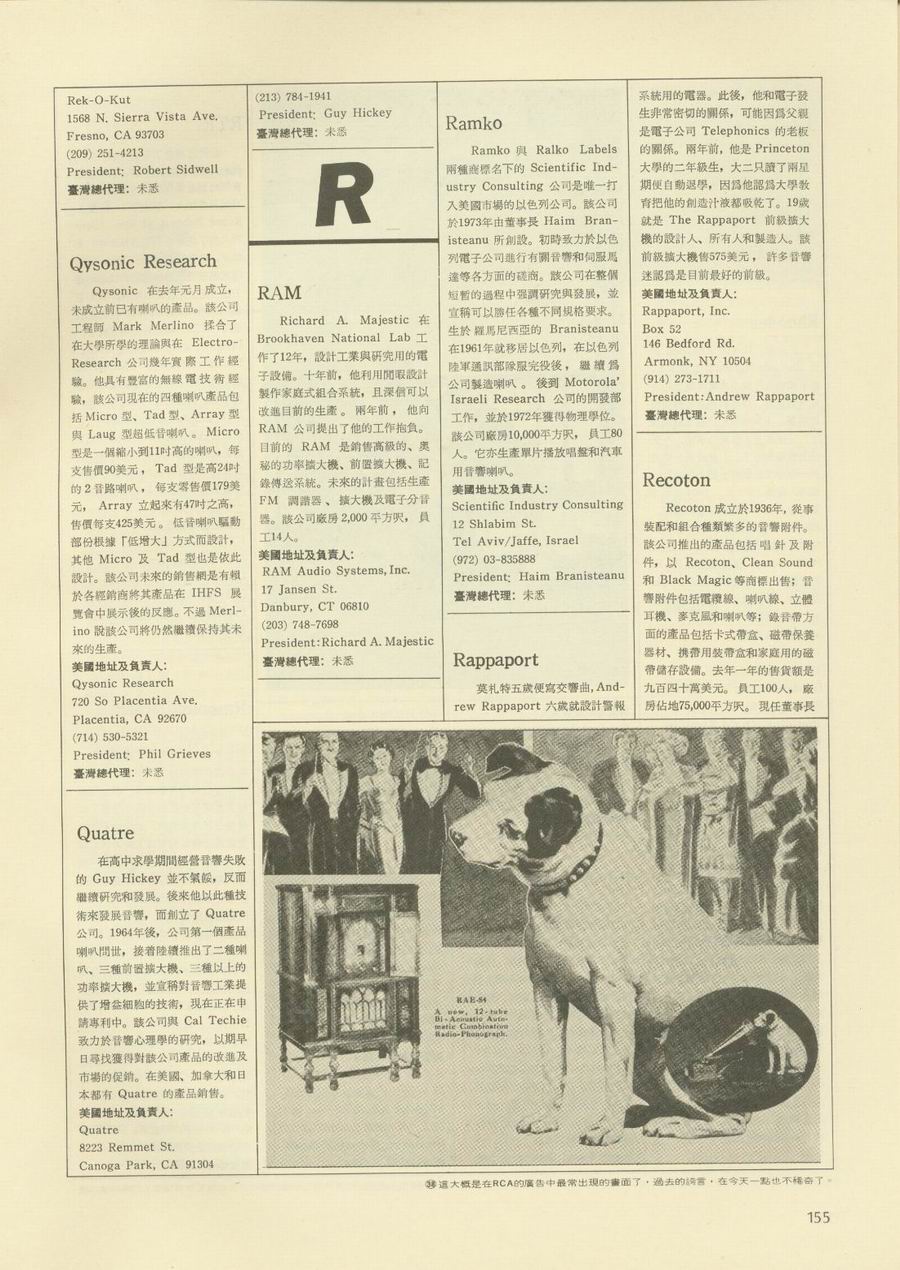 Rek-O-Kut
1568 N. Sierra Vista Ave.
Fresno, CA 93703
(209) 251-4213
President: Robert Sidwell
臺灣總代理：未悉
Qysonic Research
Qysonic 在去年元月成立，
未成立前已有喇叭的產品。該公司
工程師 Mark Merlino 揉合了
在大學所學的理論與在 Electro-
Research 公司幾年實際工作經
驗。他具有豐富的無線電技術經
驗，該公司現在的四種喇叭產品包
括 Micro 型、Tad 型、Array 型
與 Laug 型超低音喇叭。 Micro
型是一個縮小到11吋高的喇叭，每
支售價90美元， Tad 型是高24吋
的 2 音路喇叭， 每支零售價179美
元， Array 立起來有47吋之高，
售價每支425美元。 低音喇叭驅動
部份根據「低增大」方式而設計，
其他 Micro 及 Tad 型也是依此
設計。該公司未來的銷售網是有賴
於各經銷商將其產品在 IHFS 展
覽會中展示後的反應。不過 Merl-
ino 說該公司將仍然繼續保持其未
來的生產。
美國地址及負責人：
Qysonic Research
720 So Placentia Ave.
Placentia, CA 92670
(714) 530-5321
President: Phil Grieves
臺灣總代理：未悉
Quatre
在高中求學期間經營音響失敗
的 Guy Hickey 並不氣餒，反而
繼續研究和發展。後來他以此種技
術來發展音響，而創立了 Quatre
公司。1964年後，公司第一個產品
喇叭問世，接着陸續推出了二種喇
叭、三種前置擴大機、三種以上的
功率擴大機，並宣稱對音響工業提
供了增益細胞的技術，現在正在申
請專利中。該公司與 Cal Techie
致力於音響心理學的研究，以期早
日尋找獲得對該公司產品的改進及
市場的促銷。在美國、加拿大和日
本都有 Quatre 的產品銷售。
美國地址及負責人：
Quatre
8223 Remmet St.
Canoga Park, CA 91304
(213) 784-1941
President: Guy Hickey
臺灣總代理：未悉
R
RAM
Richard A. Majestic 在
Brookhaven National Lab 工
作了12年，設計工業與研究用的電
子設備。十年前，他利用閒暇設計
製作家庭式組合系統，且深信可以
改進目前的生產。 兩年前， 他向
RAM 公司提出了他的工作抱負。
目前的 RAM 是銷售高級的、奧
秘的功率擴大機、前置擴大機、記
錄傳送系統。未來的計畫包括生產
FM 調諧器、擴大機及電子分音
器。該公司廠房 2,000 平方呎， 員
工14人。
美國地址及負責人：
RAM Audio Systems, Inc.
17 Jansen St.
Danbury, CT 06810
(203) 748-7698
President: Richard A. Majestic
臺灣總代理：未悉
Ramko
Ramko 與 Ralko Labels
兩種商標名下的 Scientific Ind-
ustry Consulting 公司是唯一打
入美國市場的以色列公司。該公司
於1973年由董事長 Haim Bran-
isteanu 所創設。初時致力於以色
列電子公司進行有關音響和伺服馬
達等各方面的磋商。該公司在整個
短暫的過程中强調研究與發展，並
宣稱可以勝任各種不同規格要求。
生於羅馬尼西亞的 Branisteanu
在1961年就移居以色列，在以色列
陸軍通訊部隊服完役後， 繼續爲
公司製造喇叭。 後到 Motorola'
Israeli Research 公司的開發部
工作，並於1972年獲得物理學位。
該公司廠房10,000平方呎， 員工80
人。它亦生產單片播放唱盤和汽車
用音響喇叭。
美國地址及負責人：
Scientific Industry Consulting
12 Shlabim St.
Tel Aviv/Jaffe, Israel
(972) 03-835888
President: Haim Branisteanu
臺灣總代理：未悉
Rappaport
莫札特五歲便寫交響曲, And-
rew Rappaport 六歲就設計警報
系統用的電器。此後，他和電子發
生非常密切的關係，可能因爲父親
是電子公司 Telephonics 的老板
的關係。兩年前，他是 Princeton
大學的二年級生，大二只讀了兩星
期便自動退學，因爲他認爲大學教
育把他的創造汁液都吸乾了。19歲
就是 The Rappaport 前級擴大
機的設計人、所有人和製造人。該
前級擴大機售575美元， 許多音響
迷認爲是目前最好的前級。
美國地址及負責人：
Rappaport, Inc.
Box 52
146 Bedford Rd.
Armonk, NY 10504
(914) 273-1711
President: Andrew Rappaport
臺灣總代理：未悉
Recoton
Recoton 成立於1936年, 從事
裝配和組合種類繁多的音響附件。
該公司推出的產品包括唱針及附
件，以 Recoton、Clean Sound
和 Black Magic 等商標出售；音
響附件包括電纜線、喇叭線、立體
耳機、麥克風和喇叭等；錄音帶方
面的產品包括卡式帶盒、磁帶保養
器材、携帶用裝帶盒和家庭用的磁
帶儲存設備。去年一年的售貨額是
九百四十萬美元。 員工100人， 廠
房佔地75,000平方呎。 現任董事長
RAE-84
A new, 12-tube
Bi-Acoustic Auto-
matic Combination
Radio-Phonograph.
㊳這大概是在RCA的廣告中最常出現的畫面了，過去的謗言，在今天一點也不稀奇了。
155